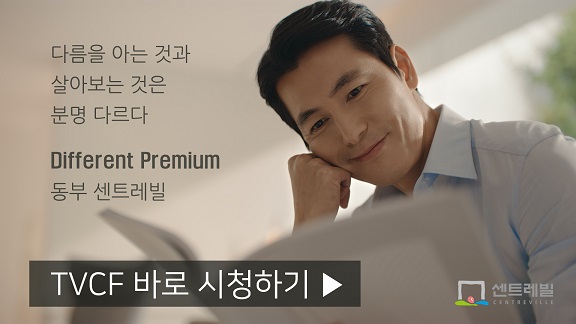 다름을 아는 것과
살아보는 것은
분명 다르다
Different Premium
동부 센트레빌
TVCF 바로 시청하기 ▶
센트레빌
CENTREVILLE